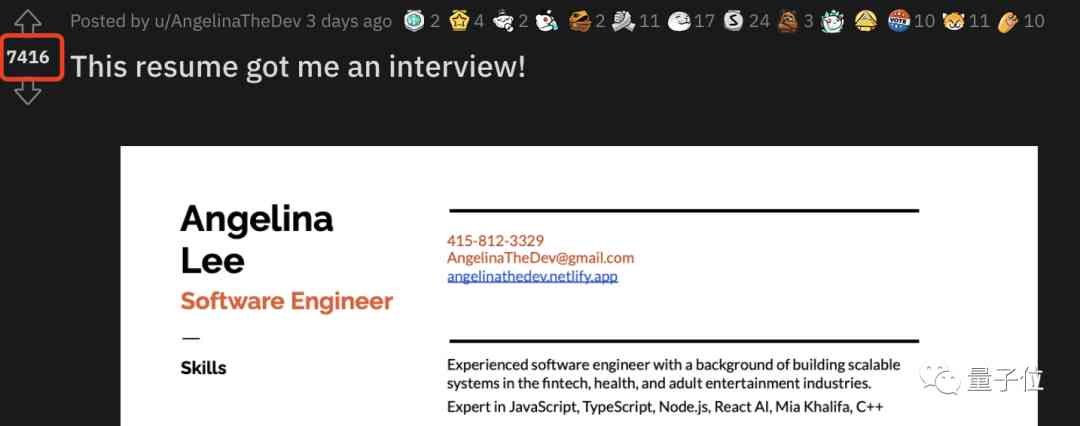 Posted by u/AngelinaTheDev 3 days ago 2 4 2 2 11 17 S 24 3 VOTE 10 11 10
7416
This resume got me an interview!
Angelina
Lee
Software Engineer
—
Skills
415-812-3329
AngelinaTheDev@gmail.com
angelinathedev.netlify.app
Experienced software engineer with a background of building scalable
systems in the fintech, health, and adult entertainment industries.
Expert in JavaScript, TypeScript, Node.js, React AI, Mia Khalifa, C++
量子位